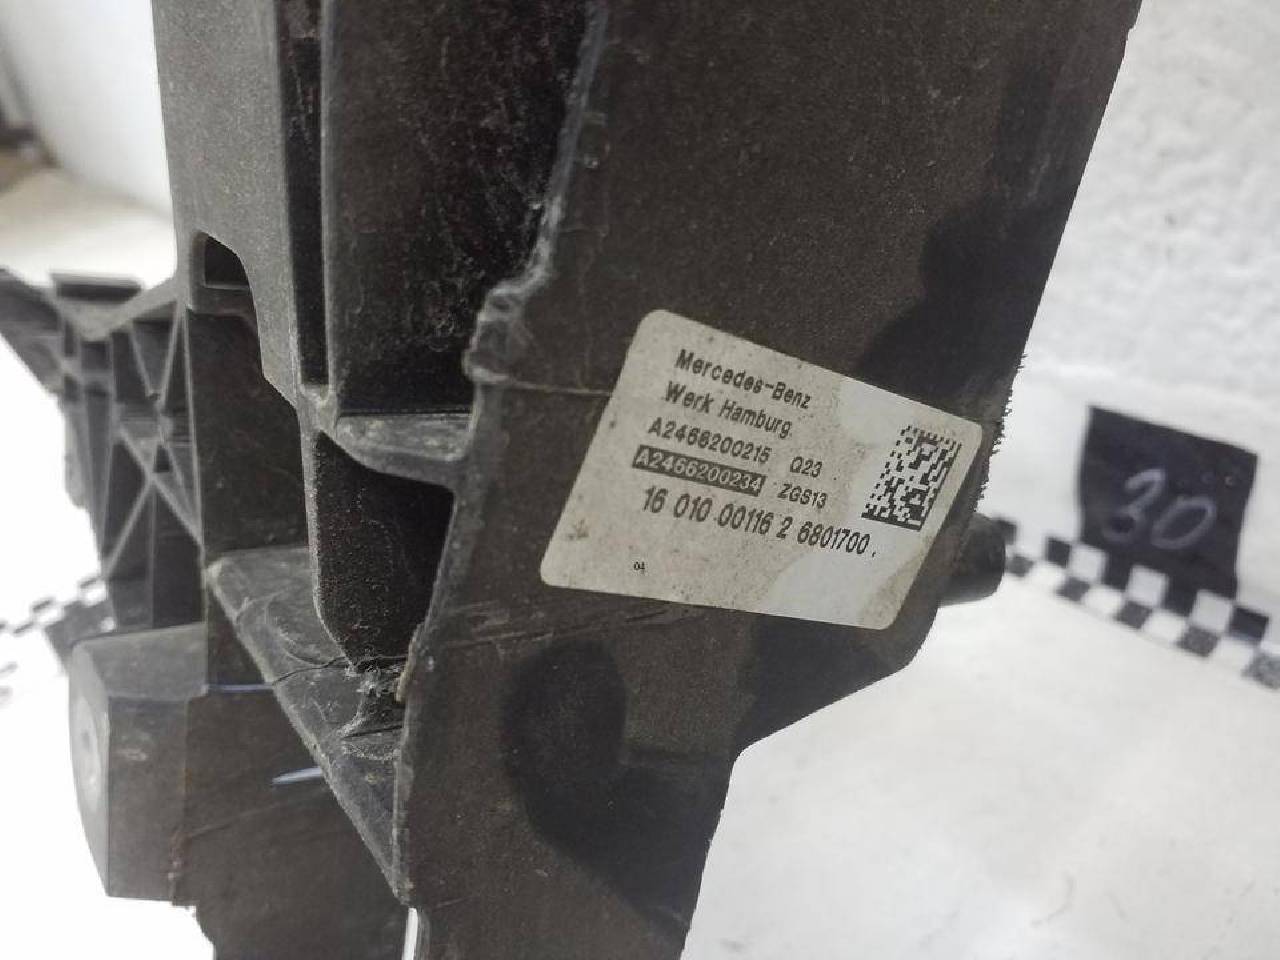 Mercedes-Benz
Werk Hamburg
A2466200215 Q23
A2466200234 ZGS13
16 010 00116 2 6801700.
04
30